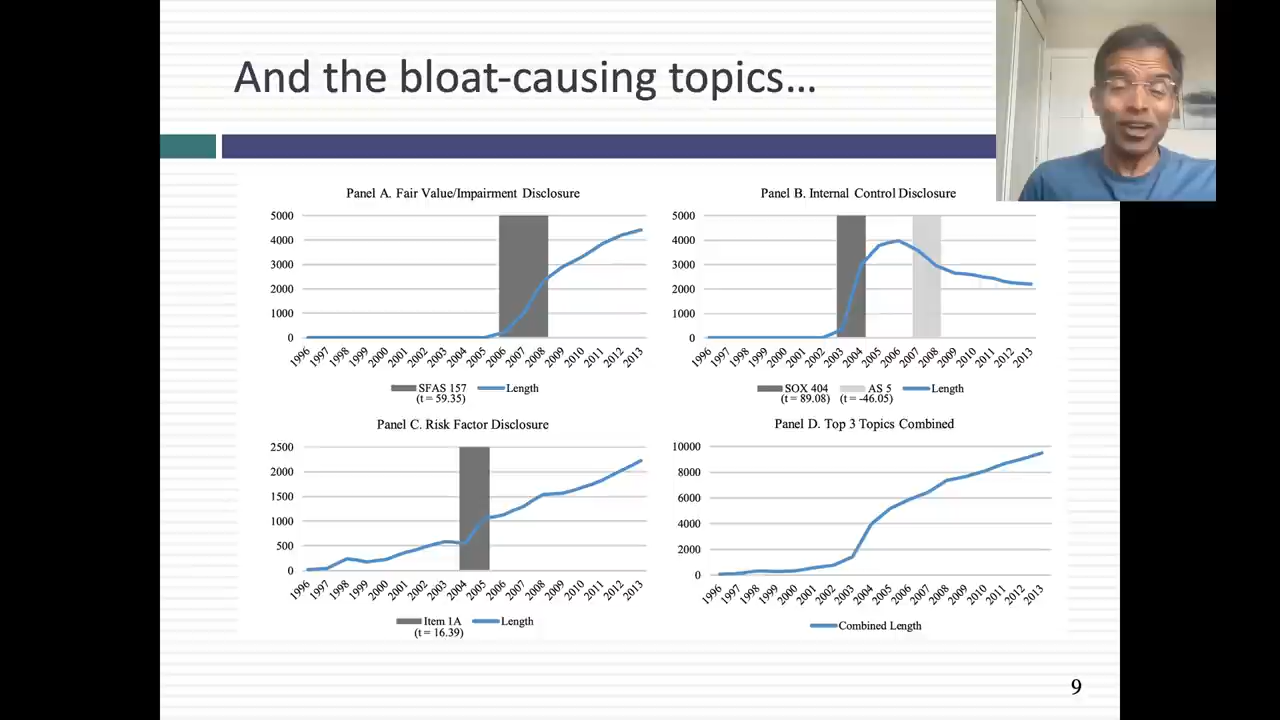 And the bloat-causing topics…
Panel A. Fair Value/Impairment Disclosure
5000
4000
3000
2000
1000
0
1996 1997 1998 1999 2000 2001 2002 2003 2004 2005 2006 2007 2008 2009 2010 2011 2012 2013
SFAS 157 Length
(t = 59.35)
Panel B. Internal Control Disclosure
5000
4000
3000
2000
1000
0
1996 1997 1998 1999 2000 2001 2002 2003 2004 2005 2006 2007 2008 2009 2010 2011 2012 2013
SOX 404 AS 5 Length
(t = 89.08) (t = -46.05)
Panel C. Risk Factor Disclosure
2500
2000
1500
1000
500
0
1996 1997 1998 1999 2000 2001 2002 2003 2004 2005 2006 2007 2008 2009 2010 2011 2012 2013
Item 1A Length
(t = 16.39)
Panel D. Top 3 Topics Combined
10000
8000
6000
4000
2000
0
1996 1997 1998 1999 2000 2001 2002 2003 2004 2005 2006 2007 2008 2009 2010 2011 2012 2013
Combined Length
9